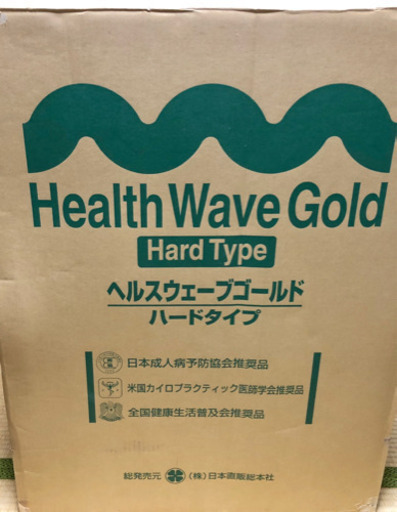 Health Wave Gold
Hard Type
ヘルスウェーブゴールド
ハードタイプ
日本成人病予防協会推奨品
米国カイロプラクティック医師学会推奨品
全国健康生活普及会推奨品
総発売元 (株)日本直販総本社